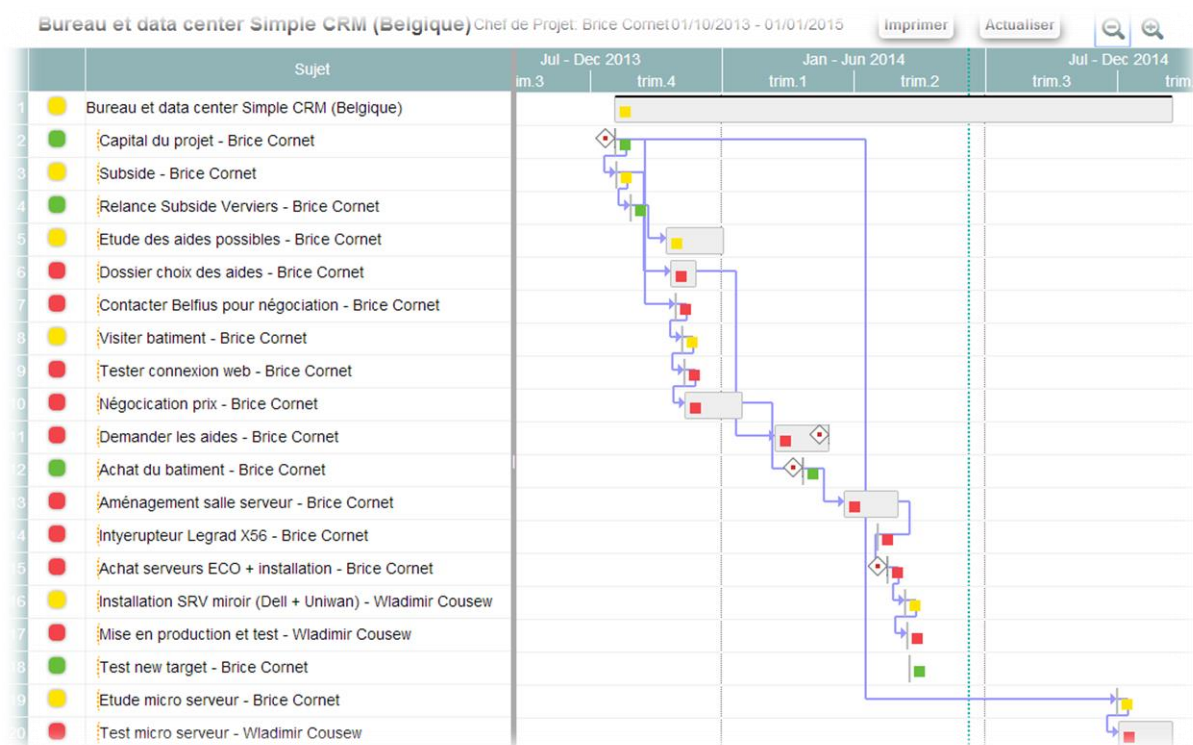 Bureau et data center Simple CRM (Belgique) Chef de Projet: Brice Cornet 01/10/2013 - 01/01/2015 Imprimer Actualiser
Sujet
Jul - Dec 2013 Jan - Jun 2014 Jul - Dec 2014
im.3 trim.4 trim.1 trim.2 trim.3 trim
1 Bureau et data center Simple CRM (Belgique)
2 Capital du projet - Brice Cornet
3 Subside - Brice Cornet
4 Relance Subside Verviers - Brice Cornet
5 Etude des aides possibles - Brice Cornet
6 Dossier choix des aides - Brice Cornet
7 Contacter Belfius pour négociation - Brice Cornet
8 Visiter batiment - Brice Cornet
9 Tester connexion web - Brice Cornet
10 Négocication prix - Brice Cornet
11 Demander les aides - Brice Cornet
12 Achat du batiment - Brice Cornet
13 Aménagement salle serveur - Brice Cornet
14 Intyerupteur Legrad X56 - Brice Cornet
15 Achat serveurs ECO + installation - Brice Cornet
16 Installation SRV miroir (Dell + Uniwan) - Wladimir Cousew
17 Mise en production et test - Wladimir Cousew
18 Test new target - Brice Cornet
19 Etude micro serveur - Brice Cornet
20 Test micro serveur - Wladimir Cousew